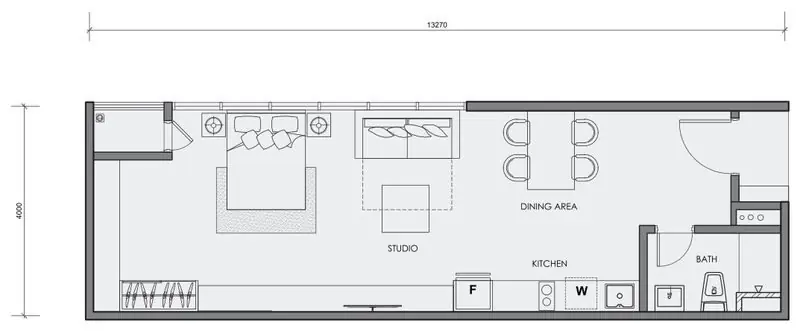 13270
4000
DINING AREA
STUDIO
KITCHEN
BATH
F
W